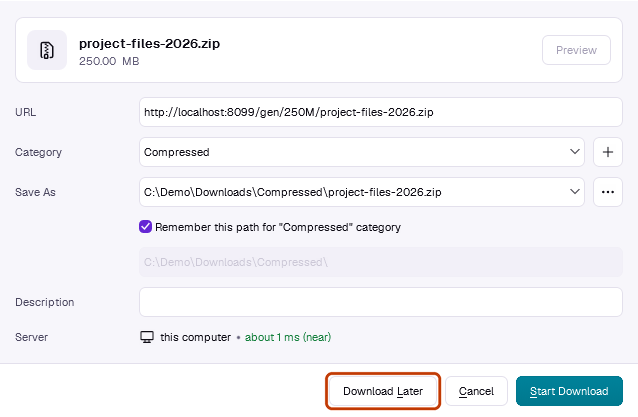 project-files-2026.zip
250.00 MB
Preview
URL
http://localhost:8099/gen/250M/project-files-2026.zip
Category
Compressed
Save As
C:\Demo\Downloads\Compressed\project-files-2026.zip
Remember this path for "Compressed" category
C:\Demo\Downloads\Compressed\
Description
Server
this computer • about 1 ms (near)
Download Later
Cancel
Start Download